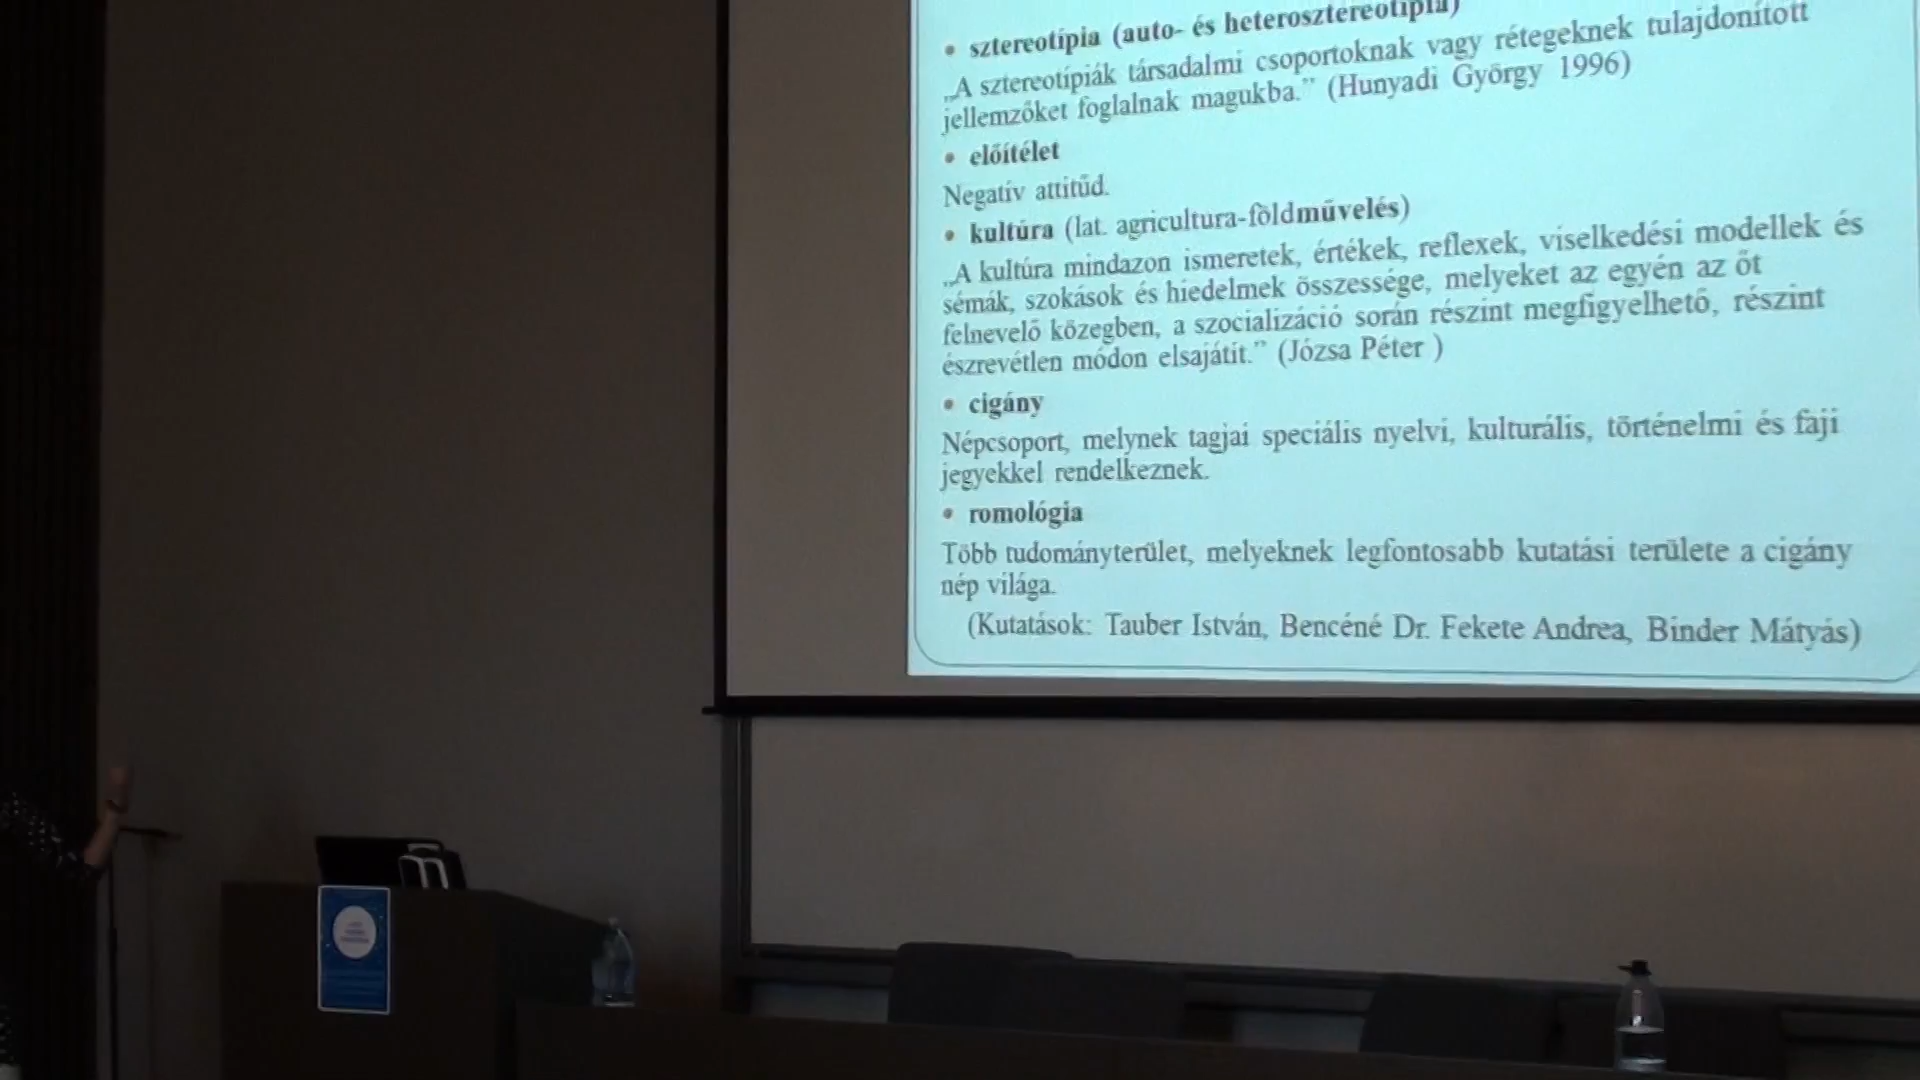 • sztereotípia (auto- és heterosztereotípia)
„A sztereotípiák társadalmi csoportoknak vagy rétegeknek tulajdonított
jellemzőket foglalnak magukba.” (Hunyadi György 1996)
• előítélet
Negatív attitűd.
• kultúra (lat. agricultura-földművelés)
„A kultúra mindazon ismeretek, értékek, reflexek, viselkedési modellek és
sémák, szokások és hiedelmek összessége, melyeket az egyén az őt
felnevelő közegben, a szocializáció során részint megfigyelhető, részint
észrevétlen módon elsajátít.” (Józsa Péter )
• cigány
Népcsoport, melynek tagjai speciális nyelvi, kulturális, történelmi és faji
jegyekkel rendelkeznek.
• romológia
Több tudományterület, melyeknek legfontosabb kutatási területe a cigány
nép világa.
(Kutatások: Tauber István, Bencéné Dr. Fekete Andrea, Binder Mátyás)